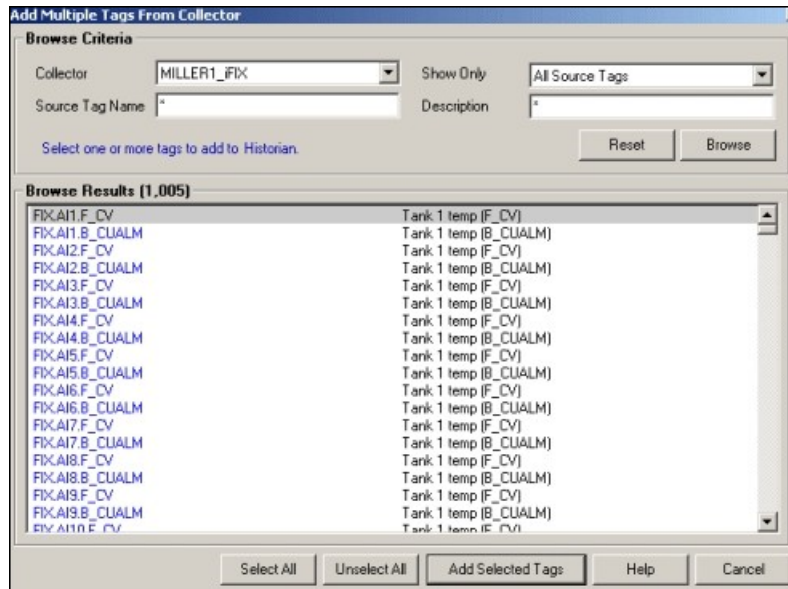 Add Multiple Tags From Collector
Browse Criteria
Collector MILLER1_iFIX Show Only All Source Tags
Source Tag Name * Description *
Select one or more tags to add to Historian. Reset Browse
Browse Results (1,005)
FIX.AI1.F_CV Tank 1 temp (F_CV)
FIX.AI1.B_CUALM Tank 1 temp (B_CUALM)
FIX.AI2.F_CV Tank 1 temp (F_CV)
FIX.AI2.B_CUALM Tank 1 temp (B_CUALM)
FIX.AI3.F_CV Tank 1 temp (F_CV)
FIX.AI3.B_CUALM Tank 1 temp (B_CUALM)
FIX.AI4.F_CV Tank 1 temp (F_CV)
FIX.AI4.B_CUALM Tank 1 temp (B_CUALM)
FIX.AI5.F_CV Tank 1 temp (F_CV)
FIX.AI5.B_CUALM Tank 1 temp (B_CUALM)
FIX.AI6.F_CV Tank 1 temp (F_CV)
FIX.AI6.B_CUALM Tank 1 temp (B_CUALM)
FIX.AI7.F_CV Tank 1 temp (F_CV)
FIX.AI7.B_CUALM Tank 1 temp (B_CUALM)
FIX.AI8.F_CV Tank 1 temp (F_CV)
FIX.AI8.B_CUALM Tank 1 temp (B_CUALM)
FIX.AI9.F_CV Tank 1 temp (F_CV)
FIX.AI9.B_CUALM Tank 1 temp (B_CUALM)
FIX.AI10.F_CV Tank 1 temp (F_CV)
Select All Unselect All Add Selected Tags Help Cancel